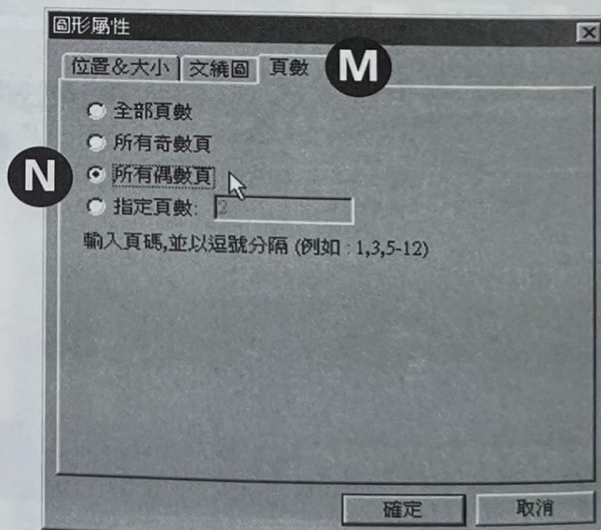 圖形屬性
位置&大小 文繞圖 頁數 M
全部頁數
所有奇數頁
N 所有偶數頁
指定頁數: 2
輸入頁碼,並以逗號分隔 (例如 : 1,3,5-12)
確定 取消